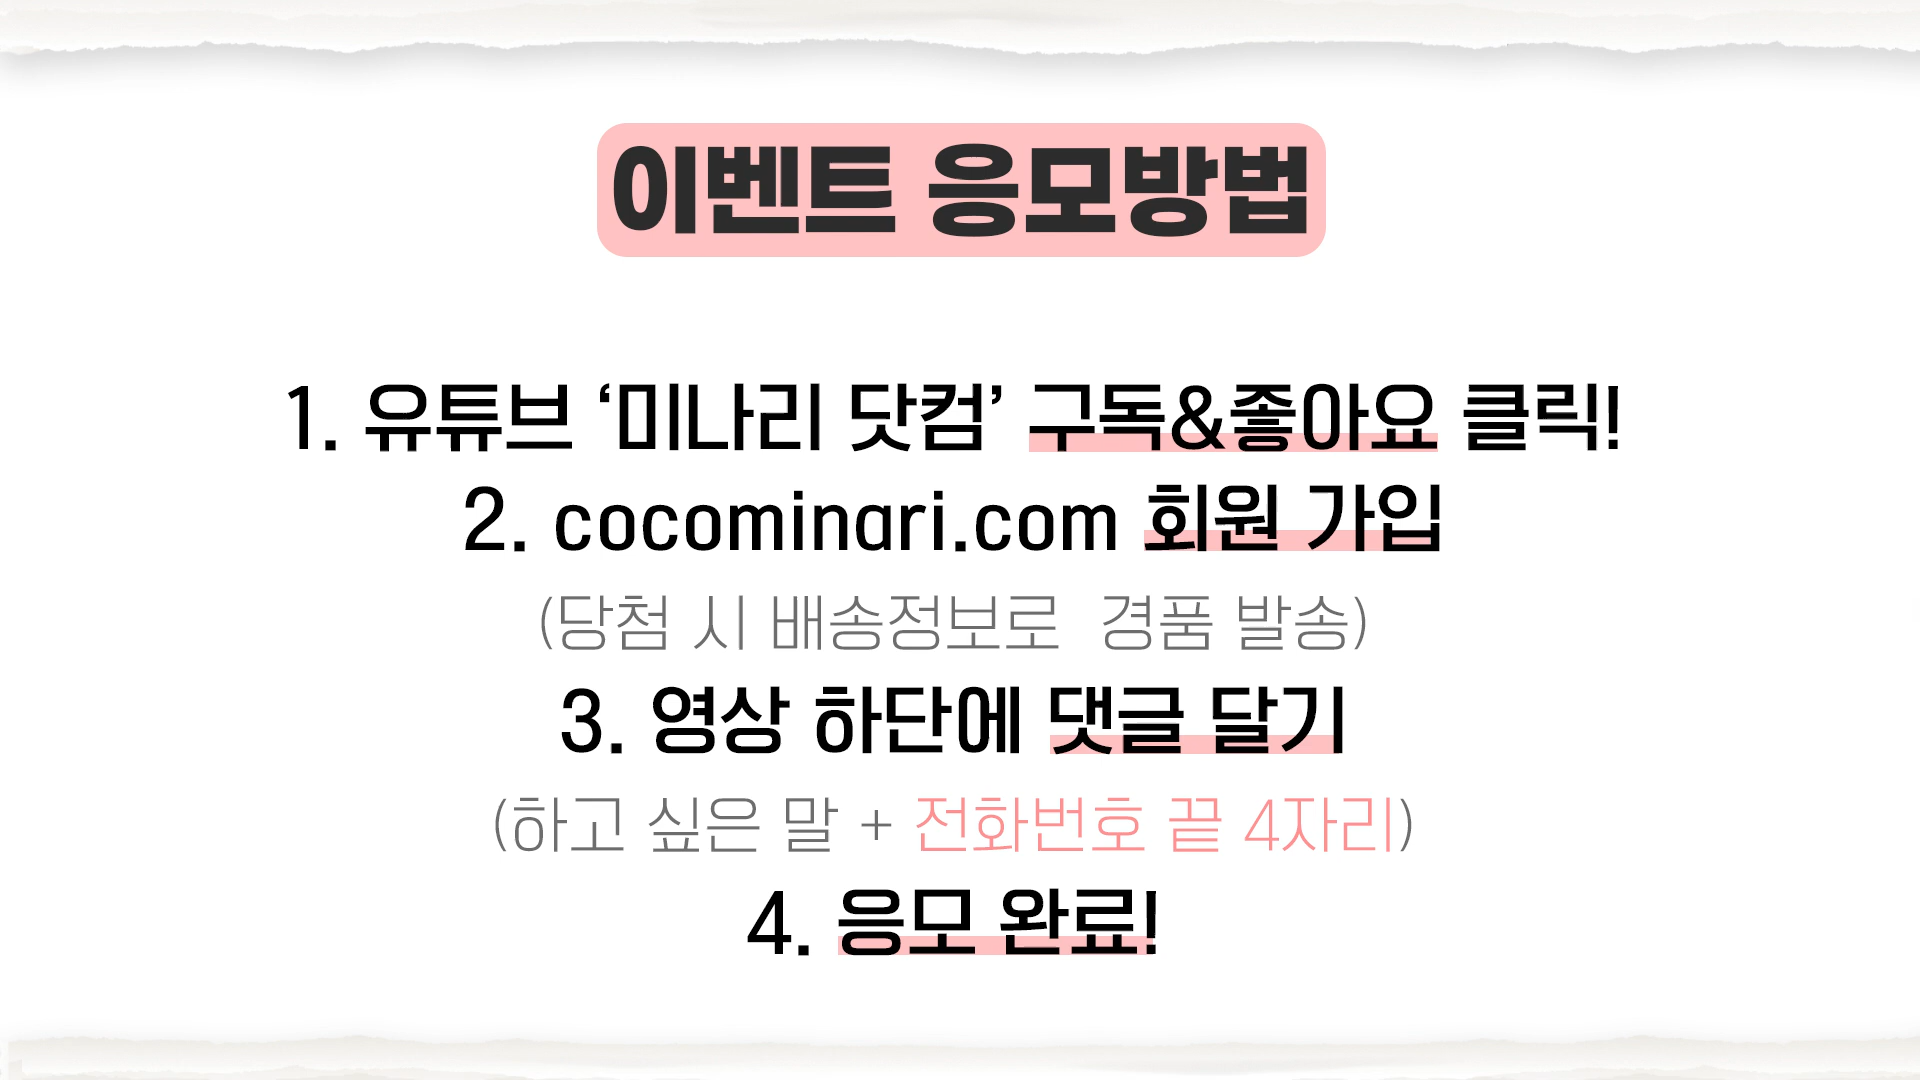 이벤트 응모방법
1. 유튜브 ‘미나리 닷컴’ 구독&좋아요 클릭!
2. cocominari.com 회원 가입
(당첨 시 배송정보로 경품 발송)
3. 영상 하단에 댓글 달기
(하고 싶은 말 + 전화번호 끝 4자리)
4. 응모 완료!